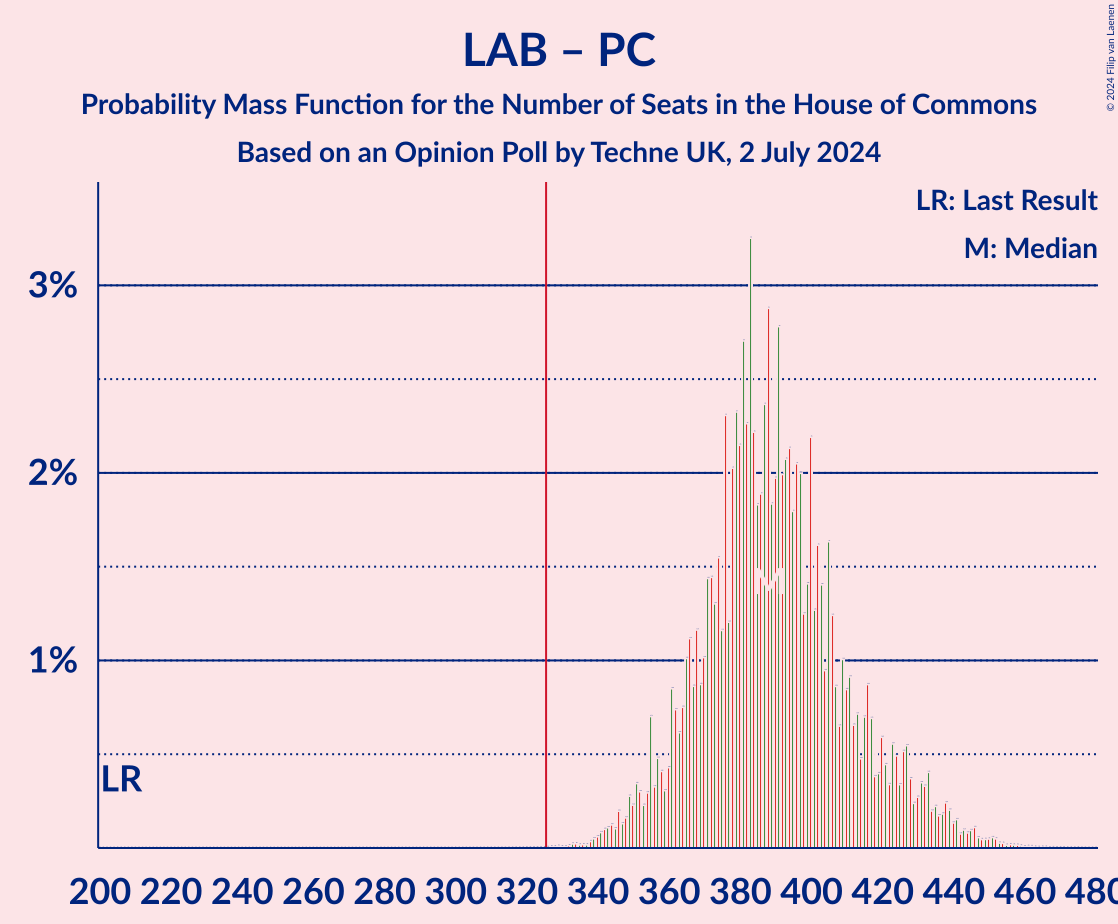 LAB – PC
Probability Mass Function for the Number of Seats in the House of Commons
Based on an Opinion Poll by Techne UK, 2 July 2024
© 2024 Filip van Laenen
LR: Last Result
M: Median
3%
2%
1%
LR
M
200 220 240 260 280 300 320 340 360 380 400 420 440 460 480